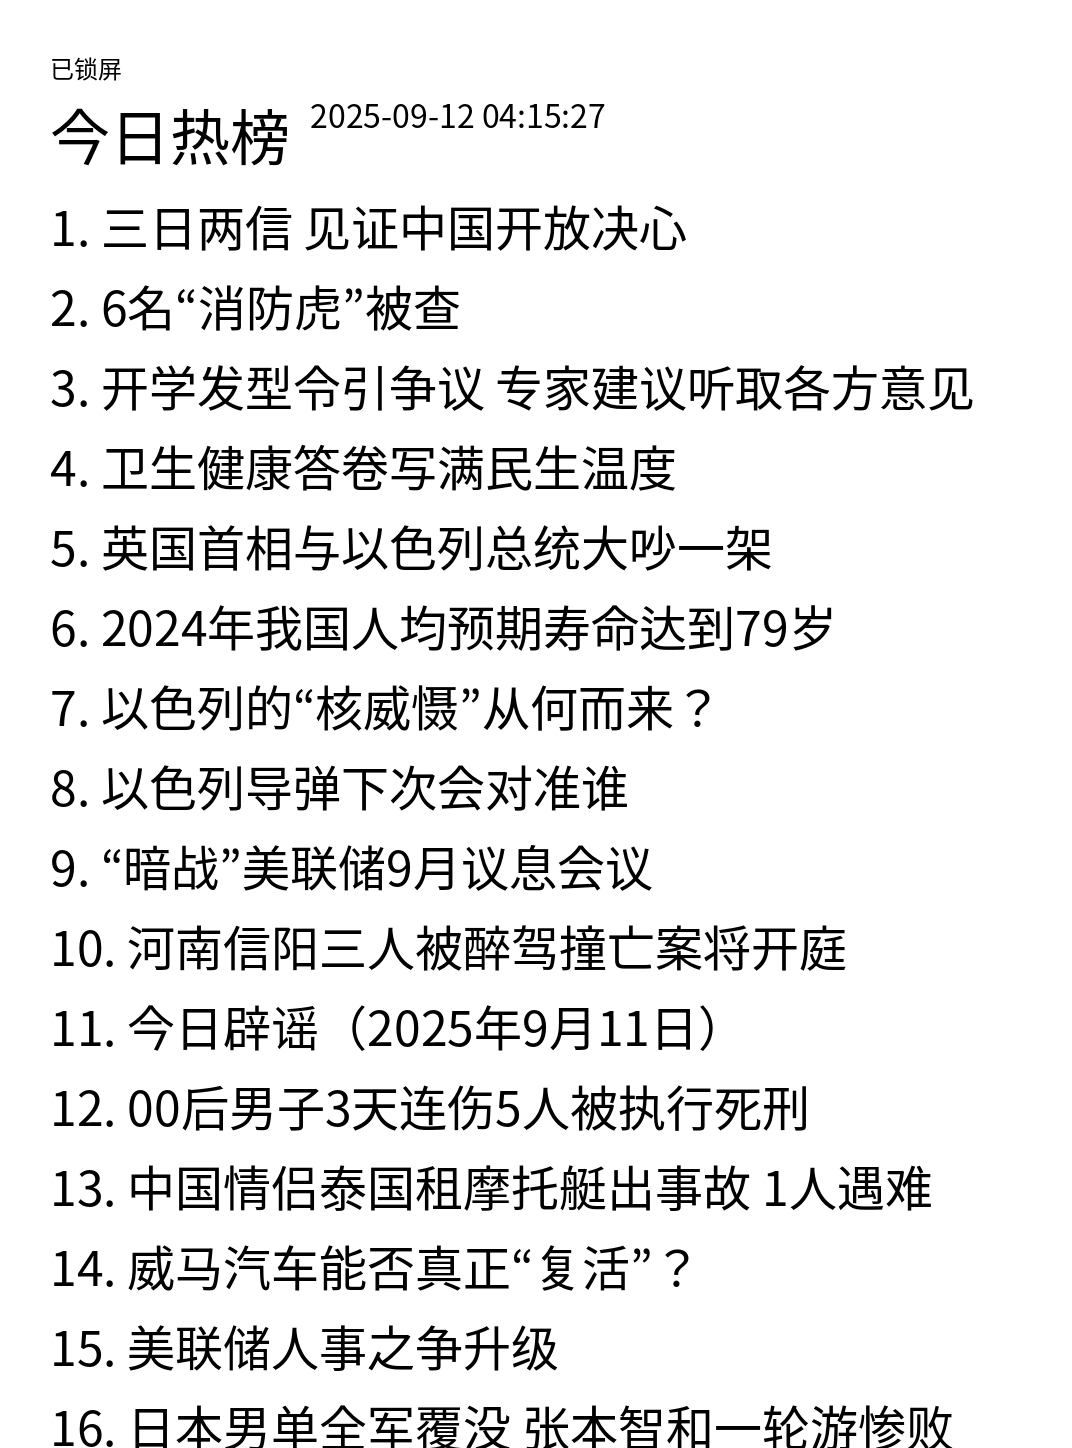 已锁屏
今日热榜 2025-09-12 04:15:27
1. 三日两信 见证中国开放决心
2. 6名“消防虎”被查
3. 开学发型令引争议 专家建议听取各方意见
4. 卫生健康答卷写满民生温度
5. 英国首相与以色列总统大吵一架
6. 2024年我国人均预期寿命达到79岁
7. 以色列的“核威慑”从何而来？
8. 以色列导弹下次会对准谁
9. “暗战”美联储9月议息会议
10. 河南信阳三人被醉驾撞亡案将开庭
11. 今日辟谣（2025年9月11日）
12. 00后男子3天连伤5人被执行死刑
13. 中国情侣泰国租摩托艇出事故 1人遇难
14. 威马汽车能否真正“复活”？
15. 美联储人事之争升级
16. 日本男单全军覆没 张本智和一轮游惨败